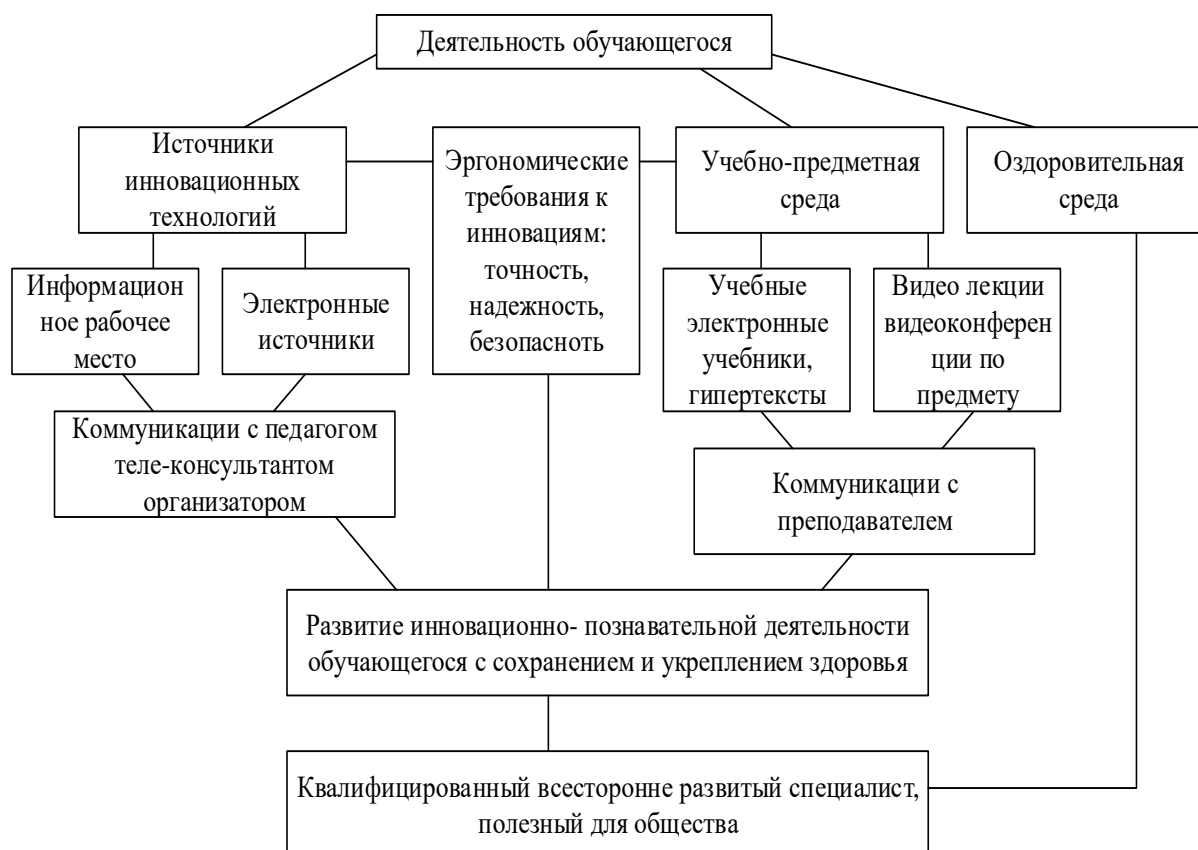 Деятельность обучающегося
Источники
инновационных
технологий
Эргономические
требования к
инновациям:
точность,
надежность,
безопасноть
Учебно-предметная
среда
Оздоровительная
среда
Информацион
ное рабочее
место
Электронные
источники
Учебные
электронные
учебники,
гипертексты
Видео лекции
видеоконферен
ции по
предмету
Коммуникации с педагогом
теле-консультантом
организатором
Коммуникации с
преподавателем
Развитие инновационно- познавательной деятельности
обучающегося с сохранением и укреплением здоровья
Квалифицированный всесторонне развитый специалист,
полезный для общества